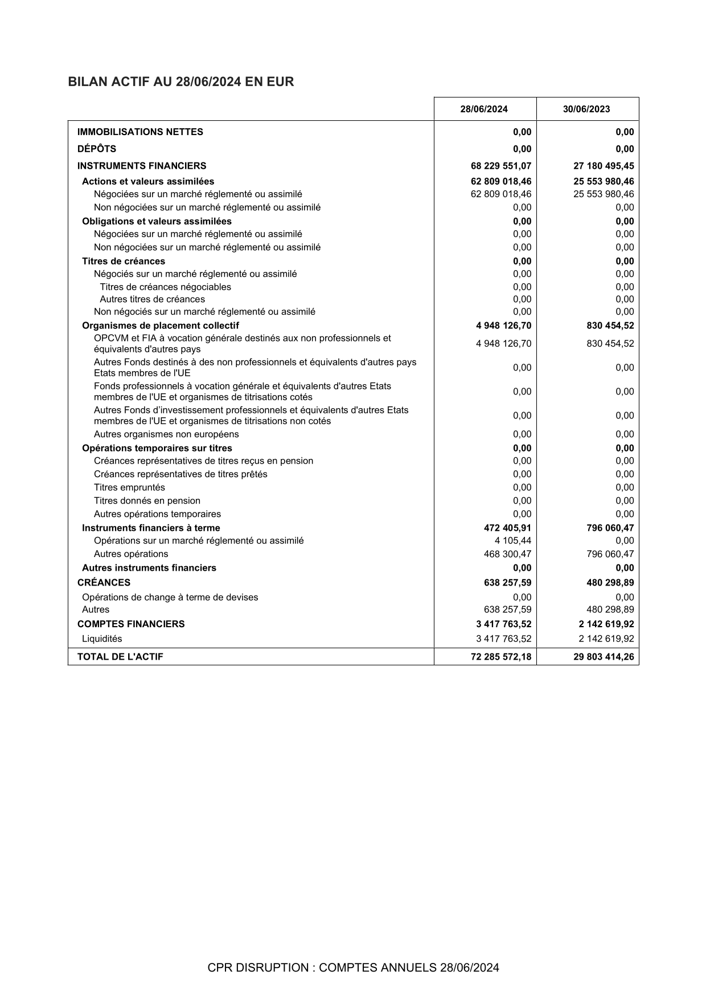 BILAN ACTIF AU 28/06/2024 EN EUR
28/06/2024 30/06/2023
IMMOBILISATIONS NETTES 0,00 0,00
DÉPÔTS 0,00 0,00
INSTRUMENTS FINANCIERS 68 229 551,07 27 180 495,45
Actions et valeurs assimilées 62 809 018,46 25 553 980,46
Négociées sur un marché réglementé ou assimilé 62 809 018,46 25 553 980,46
Non négociées sur un marché réglementé ou assimilé 0,00 0,00
Obligations et valeurs assimilées 0,00 0,00
Négociées sur un marché réglementé ou assimilé 0,00 0,00
Non négociées sur un marché réglementé ou assimilé 0,00 0,00
Titres de créances 0,00 0,00
Négociés sur un marché réglementé ou assimilé 0,00 0,00
Titres de créances négociables 0,00 0,00
Autres titres de créances 0,00 0,00
Non négociés sur un marché réglementé ou assimilé 0,00 0,00
Organismes de placement collectif 4 948 126,70 830 454,52
OPCVM et FIA à vocation générale destinés aux non professionnels et
équivalents d'autres pays 4 948 126,70 830 454,52
Autres Fonds destinés à des non professionnels et équivalents d'autres pays
Etats membres de l'UE 0,00 0,00
Fonds professionnels à vocation générale et équivalents d'autres Etats
membres de l'UE et organismes de titrisations cotés 0,00 0,00
Autres Fonds d’investissement professionnels et équivalents d'autres Etats
membres de l'UE et organismes de titrisations non cotés 0,00 0,00
Autres organismes non européens 0,00 0,00
Opérations temporaires sur titres 0,00 0,00
Créances représentatives de titres reçus en pension 0,00 0,00
Créances représentatives de titres prêtés 0,00 0,00
Titres empruntés 0,00 0,00
Titres donnés en pension 0,00 0,00
Autres opérations temporaires 0,00 0,00
Instruments financiers à terme 472 405,91 796 060,47
Opérations sur un marché réglementé ou assimilé 4 105,44 0,00
Autres opérations 468 300,47 796 060,47
Autres instruments financiers 0,00 0,00
CRÉANCES 638 257,59 480 298,89
Opérations de change à terme de devises 0,00 0,00
Autres 638 257,59 480 298,89
COMPTES FINANCIERS 3 417 763,52 2 142 619,92
Liquidités 3 417 763,52 2 142 619,92
TOTAL DE L'ACTIF 72 285 572,18 29 803 414,26
CPR DISRUPTION : COMPTES ANNUELS 28/06/2024